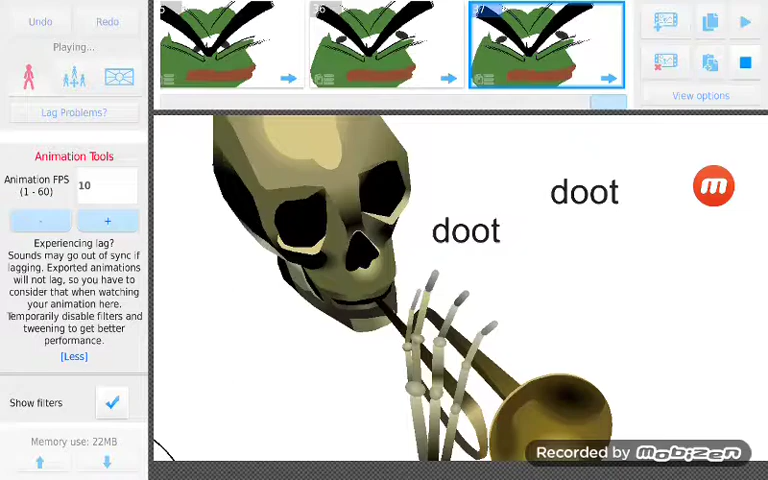 Undo Redo
Playing...
Lag Problems?
Animation Tools
Animation FPS
(1 - 60)
10
- +
Experiencing lag?
Sounds may go out of sync if
lagging. Exported animations
will not lag, so you have to
consider that when watching
your animation here.
Temporarily disable filters and
tweening to get better
performance.
[Less]
Show filters
Memory use: 22MB
36
37
View options
doot
doot
m
Recorded by mobizen